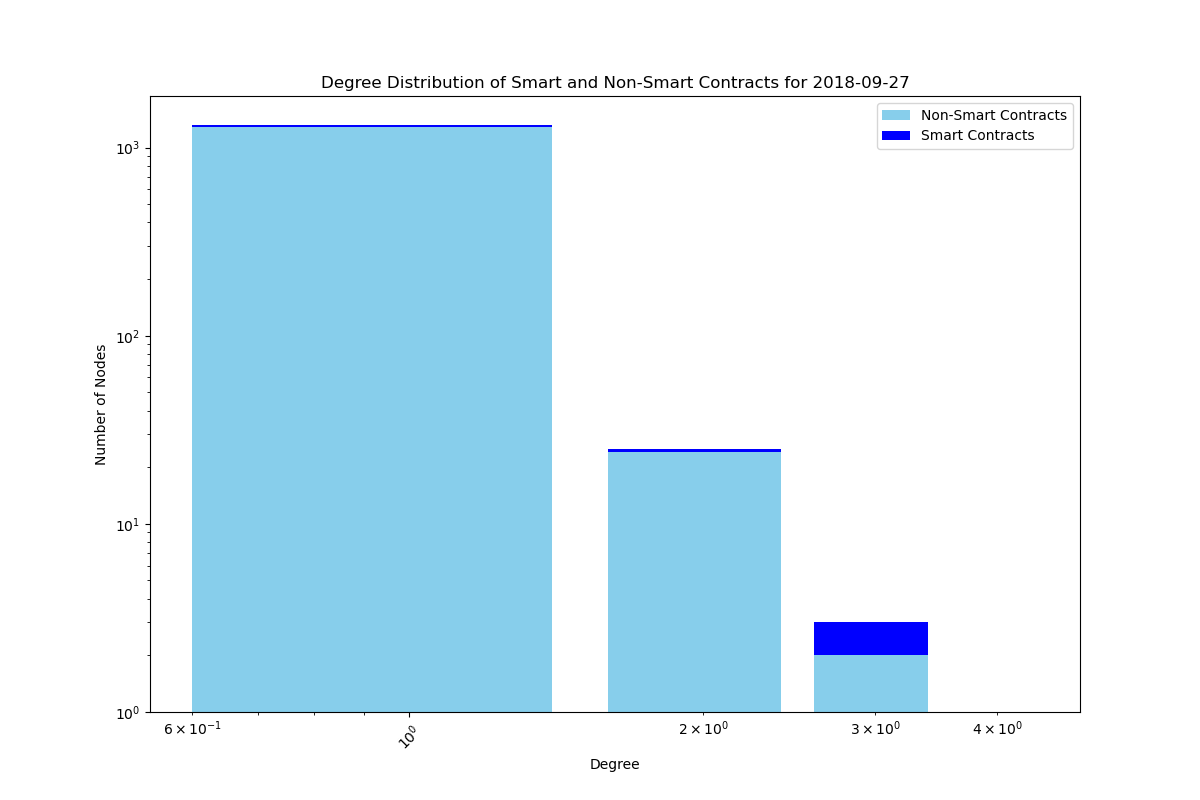 Degree Distribution of Smart and Non-Smart Contracts for 2018-09-27
Non-Smart Contracts
Smart Contracts
Number of Nodes
10³
10²
10¹
10⁰
6 × 10⁻¹
10⁰
2 × 10⁰
3 × 10⁰
4 × 10⁰
Degree